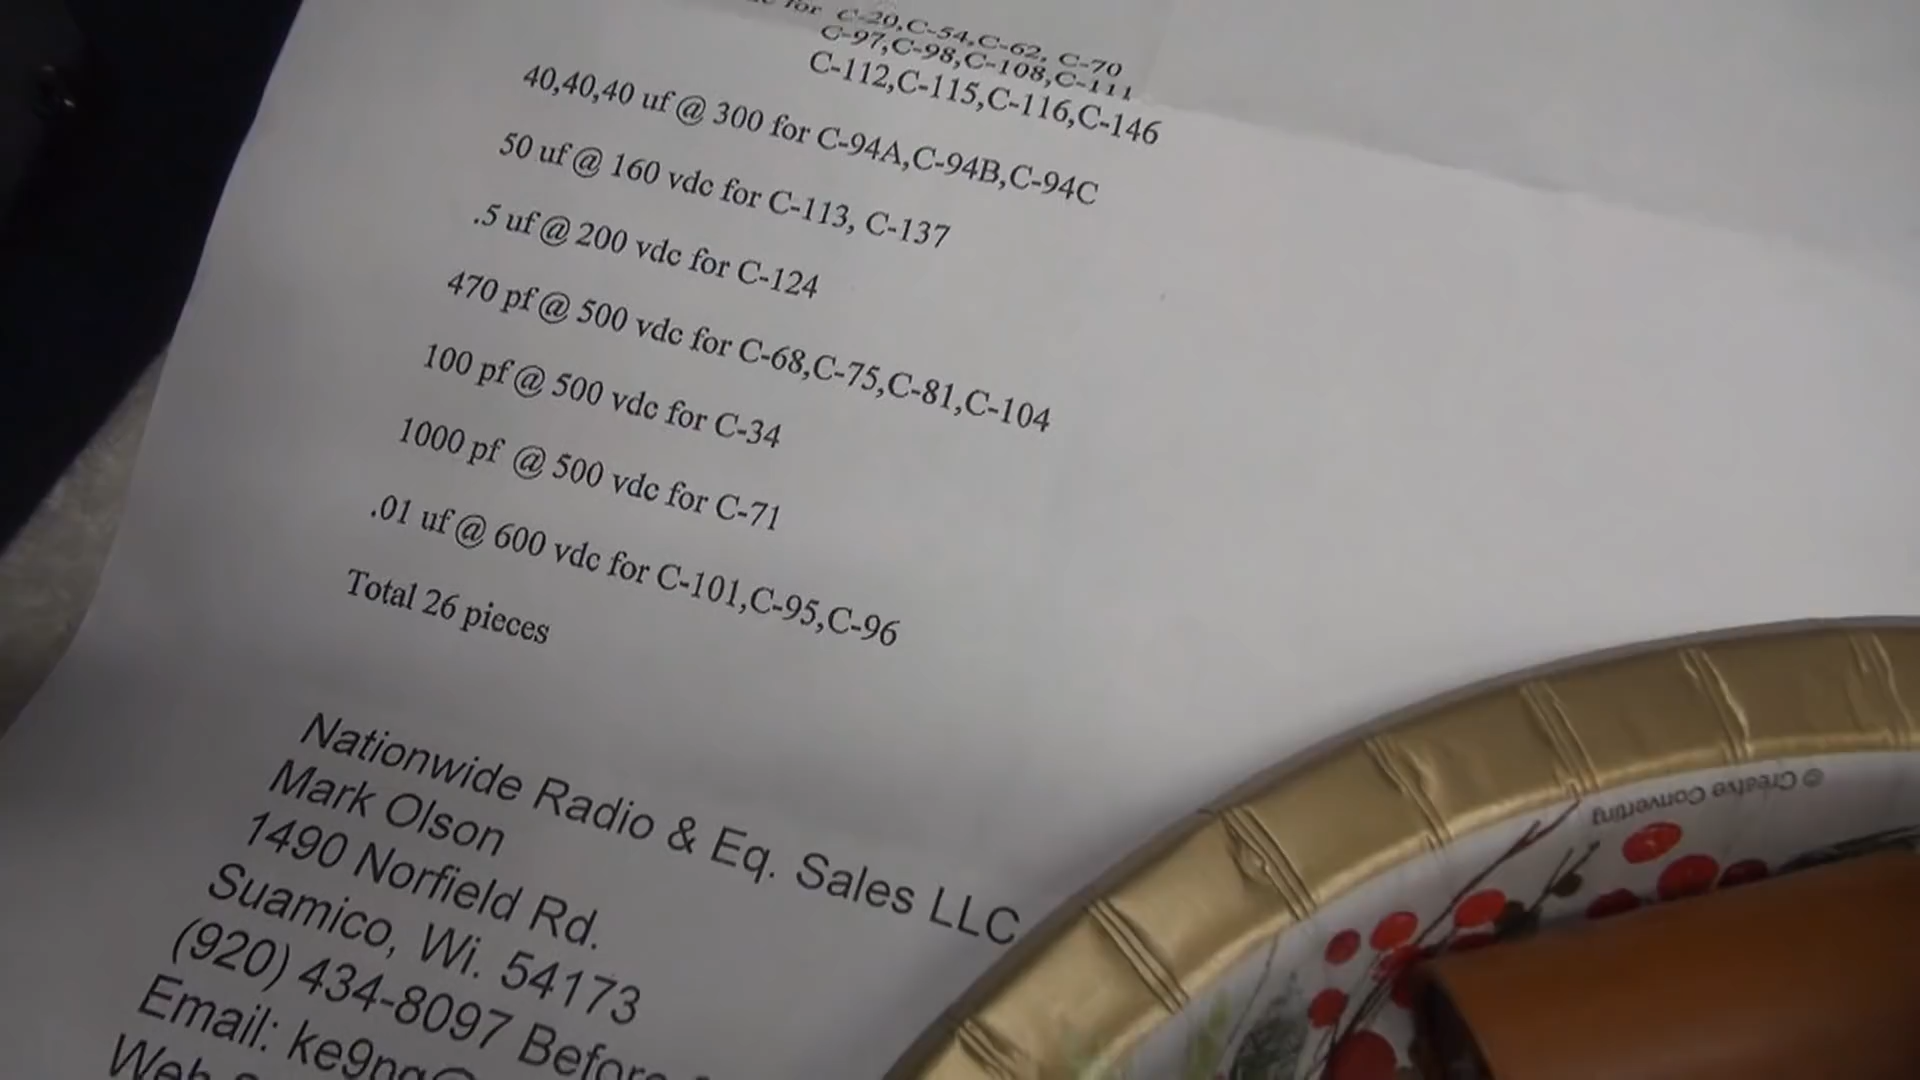 for C-20,C-54,C-62, C-70
C-97,C-98,C-108,C-111
C-112,C-115,C-116,C-146
40,40,40 uf @ 300 for C-94A,C-94B,C-94C
50 uf @ 160 vdc for C-113, C-137
.5 uf @ 200 vdc for C-124
470 pf @ 500 vdc for C-68,C-75,C-81,C-104
100 pf @ 500 vdc for C-34
1000 pf @ 500 vdc for C-71
.01 uf @ 600 vdc for C-101,C-95,C-96
Total 26 pieces
Nationwide Radio & Eq. Sales LLC
Mark Olson
1490 Norfield Rd.
Suamico, Wi. 54173
(920) 434-8097 Before
Email:
© Creative Converting